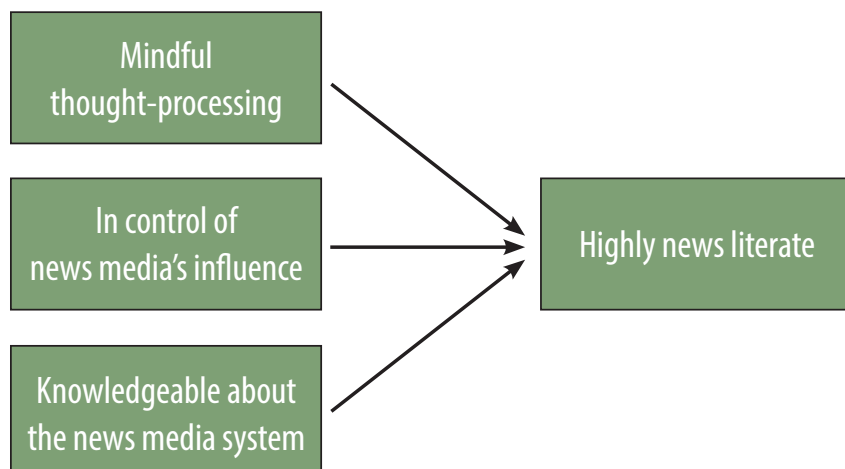 Mindful
thought-processing
In control of
news media's influence
Highly news literate
Knowledgeable about
the news media system